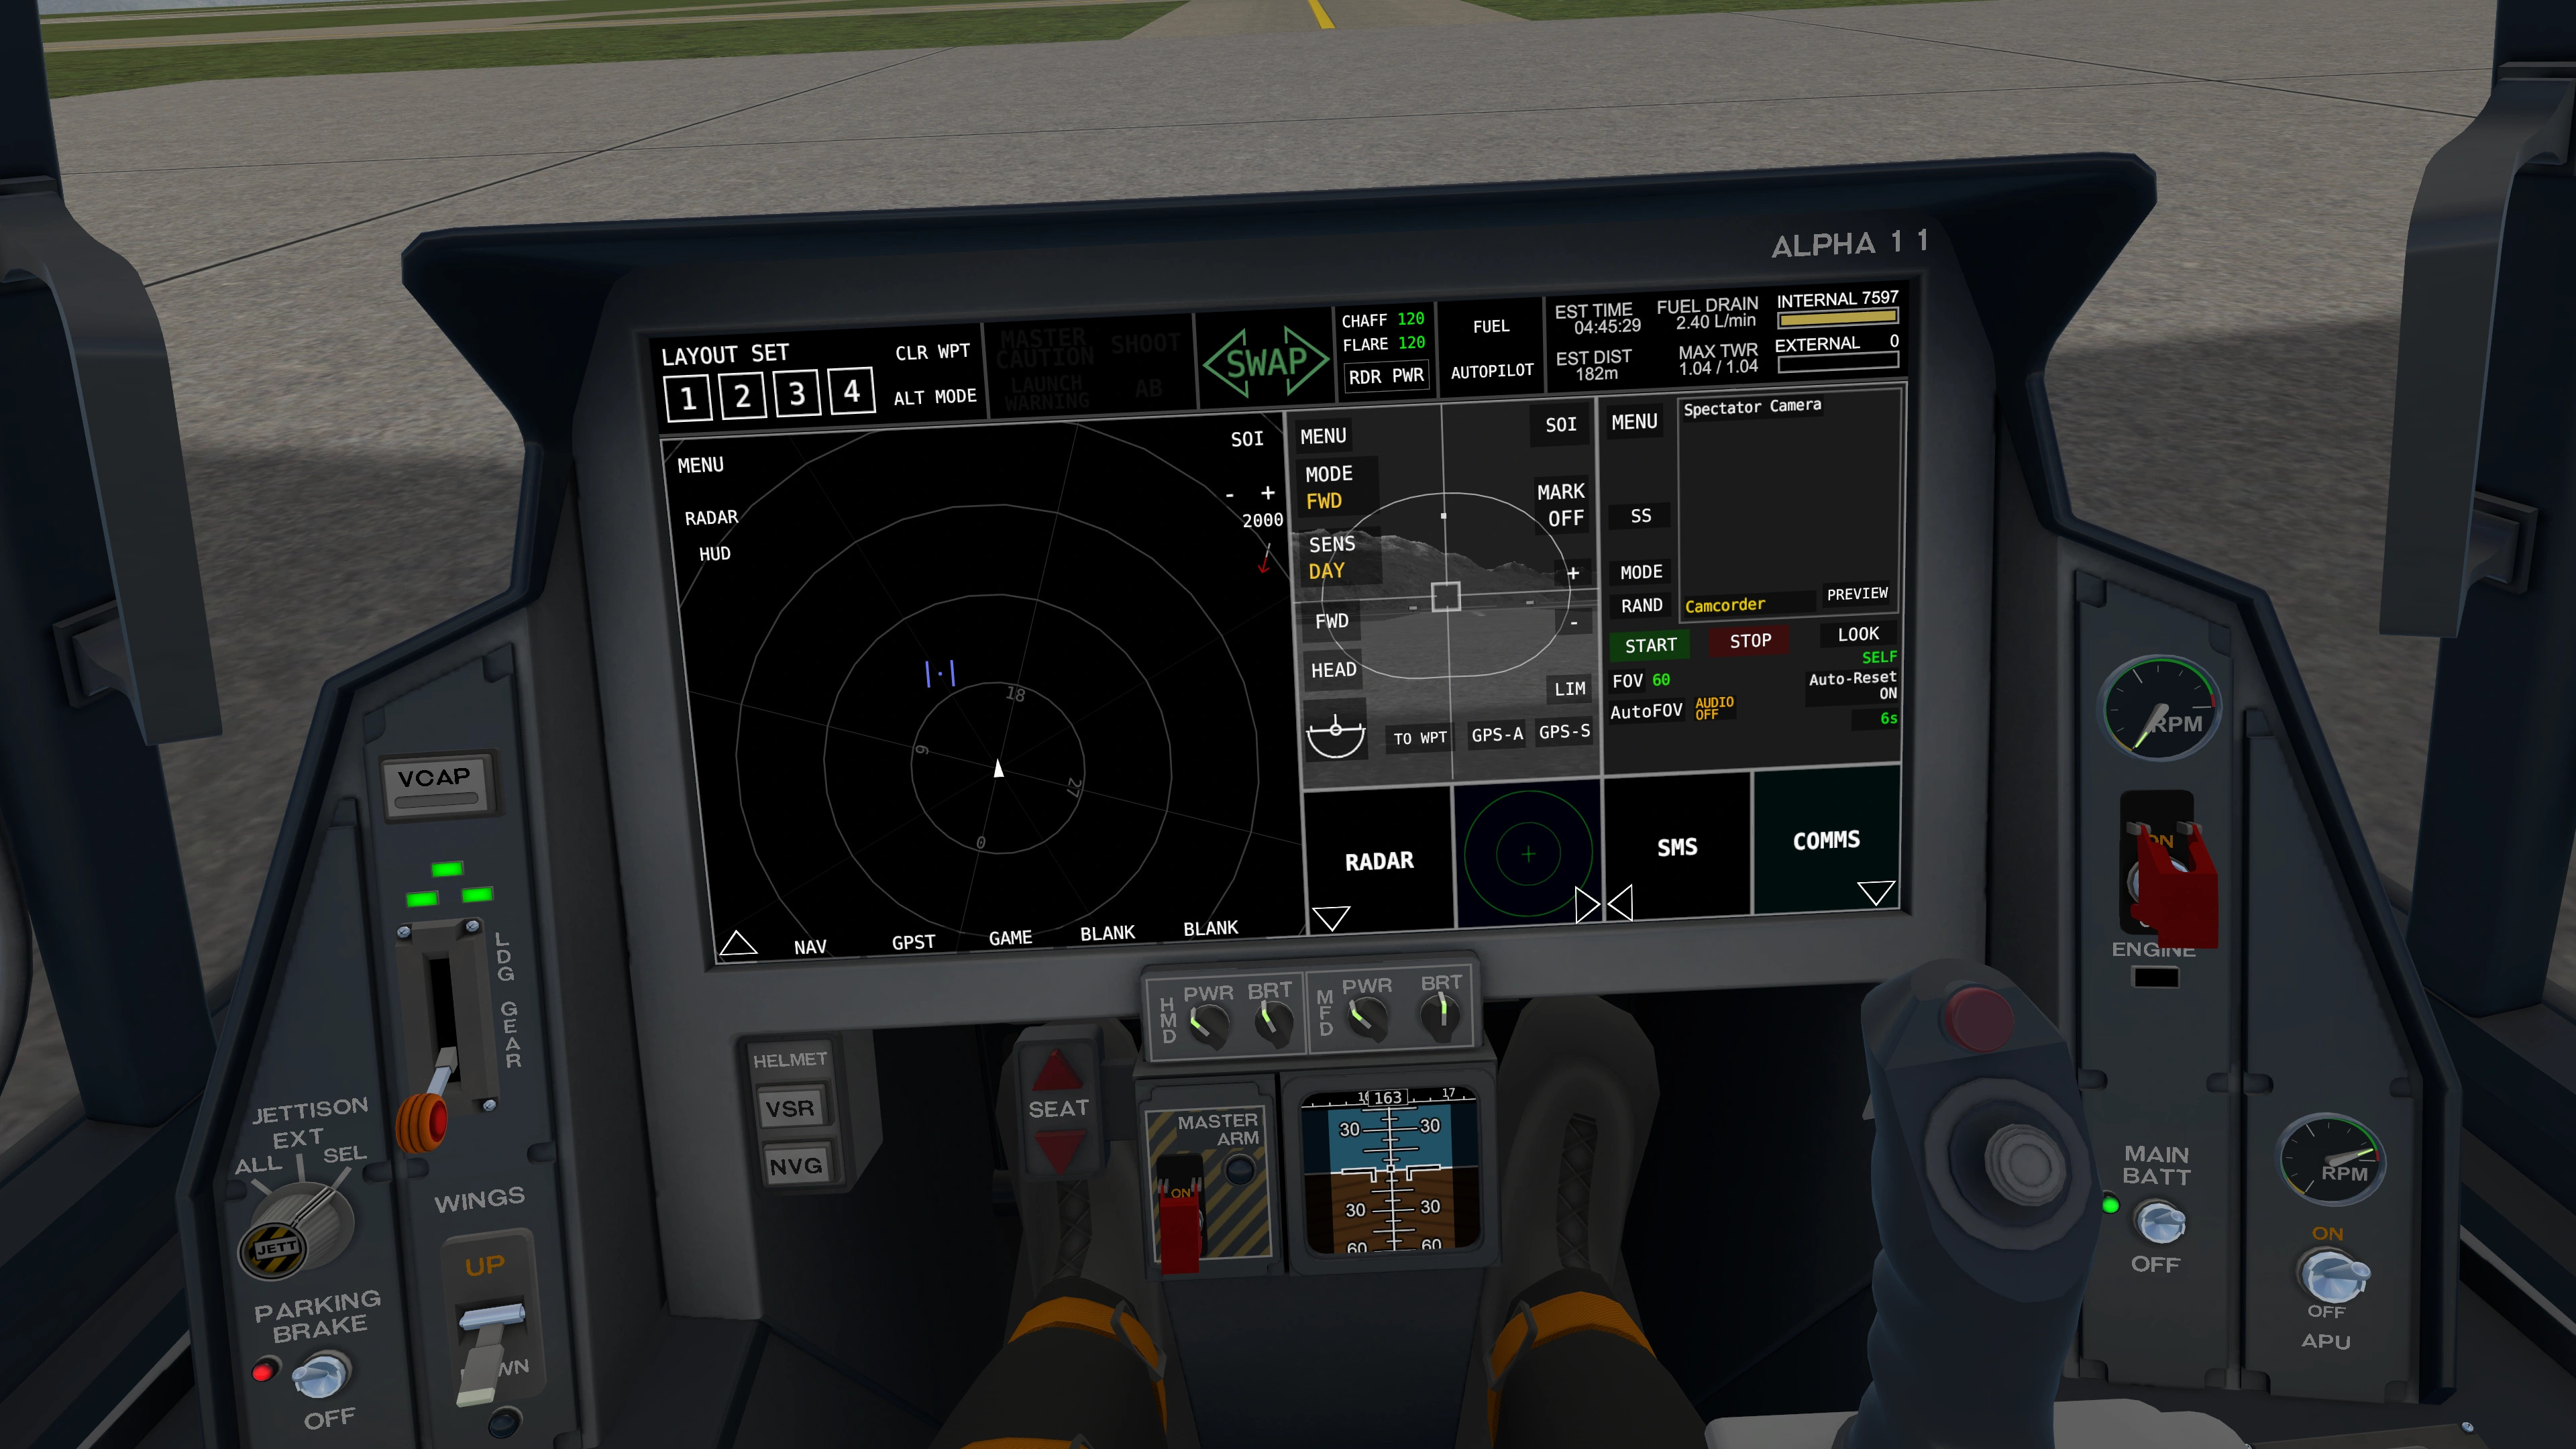 ALPHA 1 1
LAYOUT SET
1 2 3 4
CLR WPT
ALT MODE
MASTER
CAUTION
SHOOT
LAUNCH
WARNING
AB
SWAP
CHAFF 120
FLARE 120
RDR PWR
FUEL
AUTOPILOT
EST TIME
04:45:29
EST DIST
182m
FUEL DRAIN
2.40 L/min
MAX TWR
1.04 / 1.04
INTERNAL 7597
EXTERNAL 0
MENU
RADAR
HUD
SOI
- +
2000
18
9
27
0
NAV GPST GAME BLANK BLANK
MENU
MODE
FWD
SENS
DAY
FWD
HEAD
SOI
MARK
OFF
+
-
LIM
TO WPT GPS-A GPS-S
MENU
SS
MODE
RAND
Spectator Camera
Camcorder
PREVIEW
START STOP LOOK
SELF
FOV 60
Auto-Reset
ON
AutoFOV
AUDIO
OFF
6s
RADAR
SMS
COMMS
VCAP
LDG GEAR
JETTISON
EXT
ALL SEL
JETT
PARKING
BRAKE
OFF
WINGS
UP
HELMET
VSR
NVG
SEAT
HMD PWR BRT
MFD PWR BRT
MASTER
ARM
ON
163 17
30 30
30 30
60 60
RPM
ON
ENGINE
MAIN
BATT
OFF
RPM
ON
OFF
APU